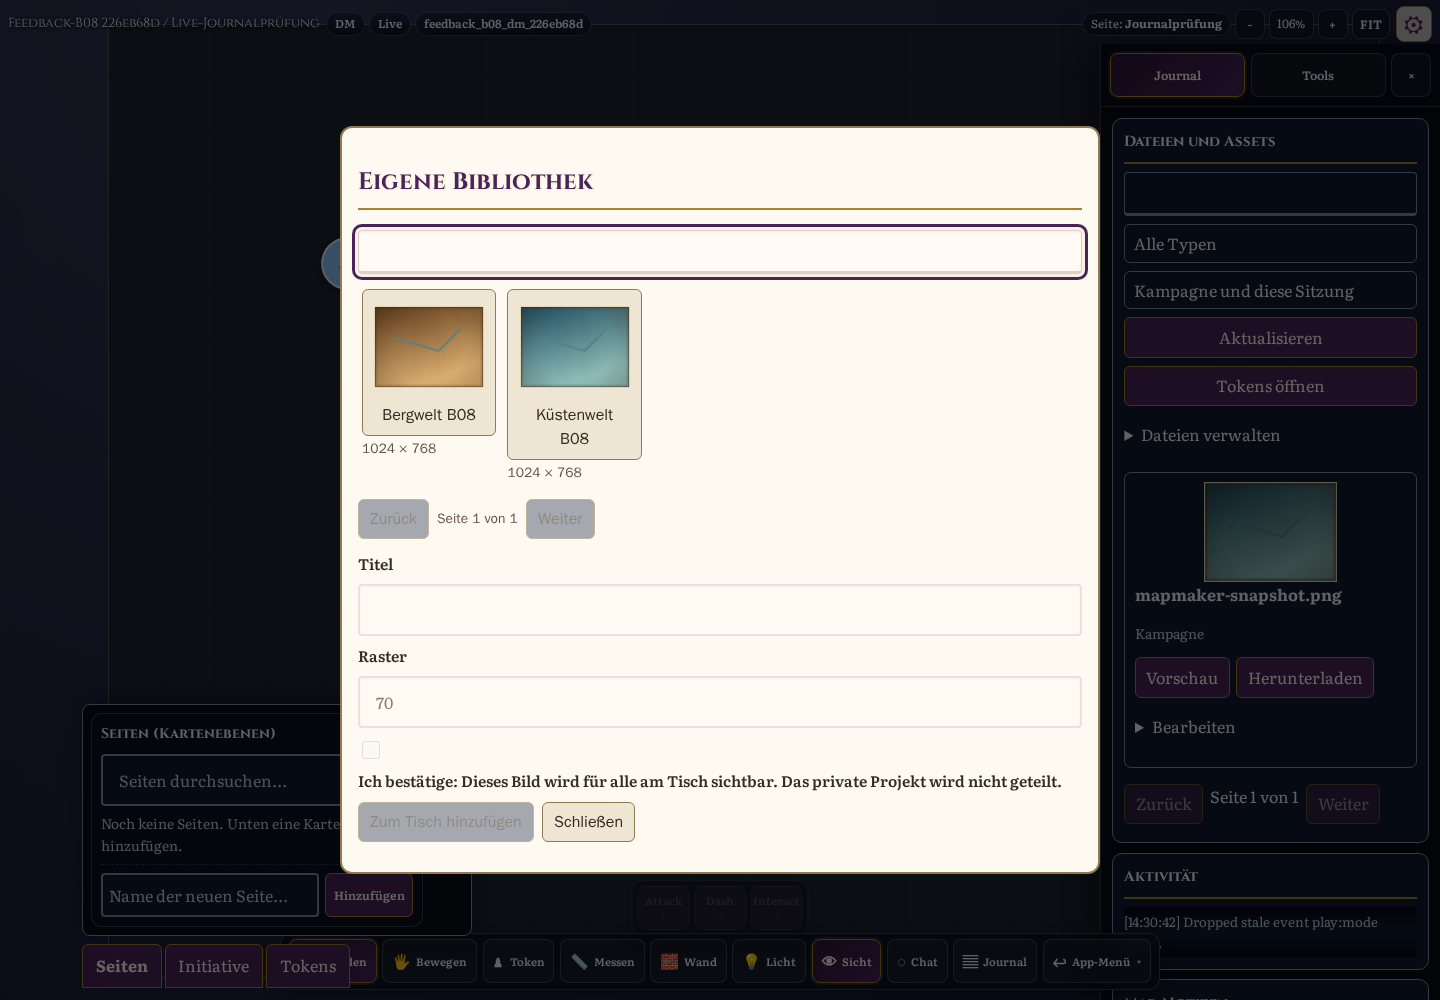 Feedback-B08 226eb68d / Live-Journalprüfung DM Live feedback_b08_dm_226eb68d Seite: Journalprüfung - 106% + FIT
Journal Tools ×
Dateien und Assets
Alle Typen
Kampagne und diese Sitzung
Aktualisieren
Tokens öffnen
▶ Dateien verwalten
mapmaker-snapshot.png
Kampagne
Vorschau Herunterladen
▶ Bearbeiten
Zurück Seite 1 von 1 Weiter
Aktivität
[14:30:42] Dropped stale event play:mode
Eigene Bibliothek
Bergwelt B08
1024 × 768
Küstenwelt
B08
1024 × 768
Zurück Seite 1 von 1 Weiter
Titel
Raster
70
Ich bestätige: Dieses Bild wird für alle am Tisch sichtbar. Das private Projekt wird nicht geteilt.
Zum Tisch hinzufügen Schließen
Seiten (Kartenebenen)
Seiten durchsuchen...
Noch keine Seiten. Unten eine Karte
hinzufügen.
Name der neuen Seite... Hinzufügen
Attack Dash Interact
1 2 3
Seiten Initiative Tokens
Bewegen Token Messen Wand Licht Sicht Chat Journal App-Menü